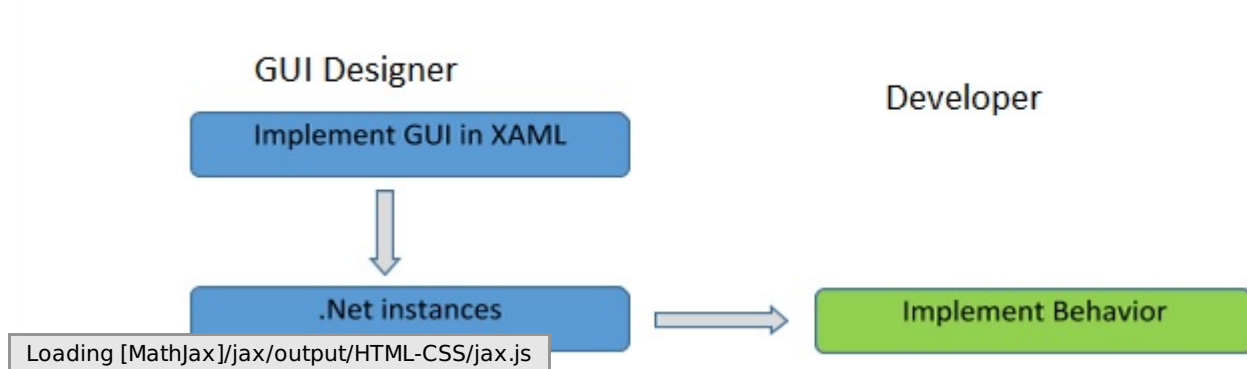 GUI Designer
Developer
Implement GUI in XAML
.Net instances
Implement Behavior
Loading [MathJax]/jax/output/HTML-CSS/jax.js